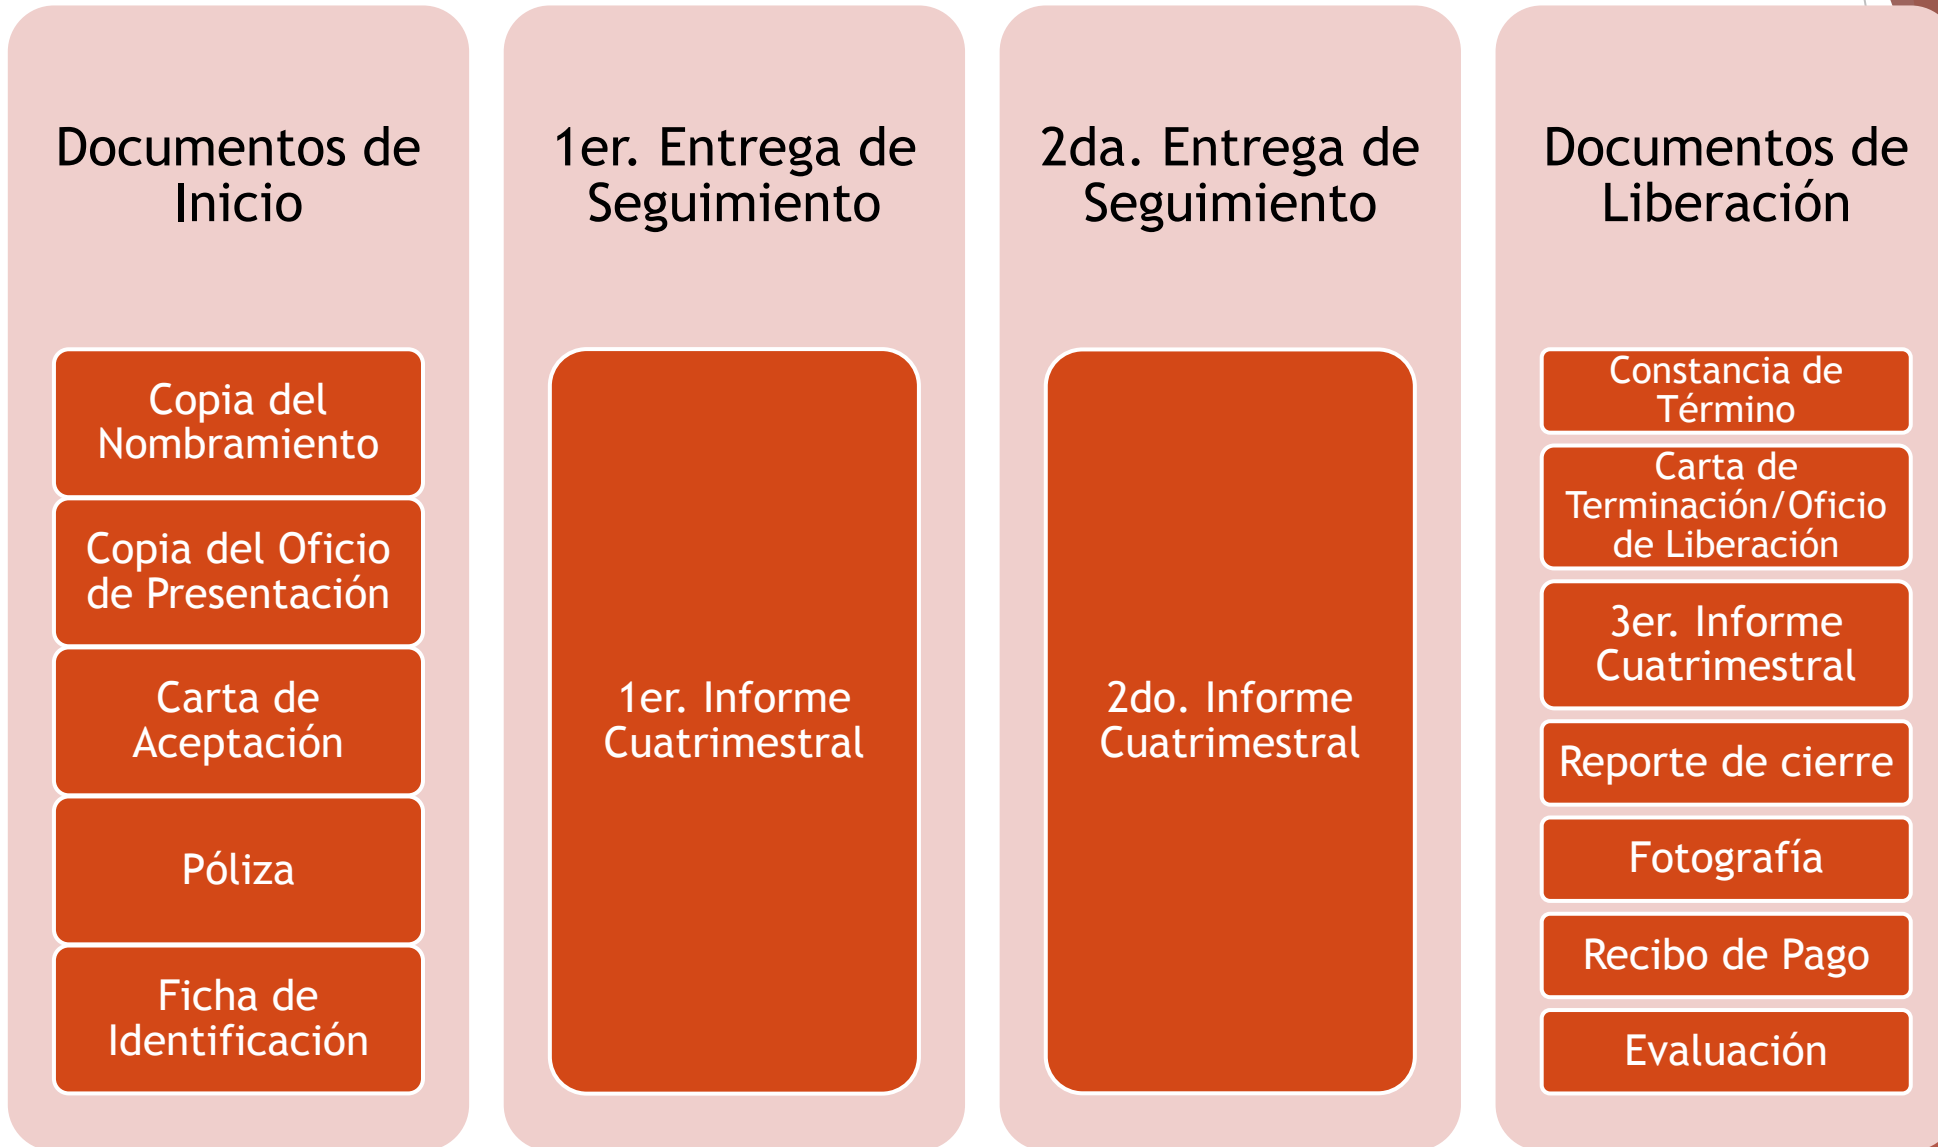 Documentos de
Inicio
Copia del
Nombramiento
Copia del Oficio
de Presentación
Carta de
Aceptación
Póliza
Ficha de
Identificación
1er. Entrega de
Seguimiento
1er. Informe
Cuatrimestral
2da. Entrega de
Seguimiento
2do. Informe
Cuatrimestral
Documentos de
Liberación
Constancia de
Término
Carta de
Terminación/Oficio
de Liberación
3er. Informe
Cuatrimestral
Reporte de cierre
Fotografía
Recibo de Pago
Evaluación